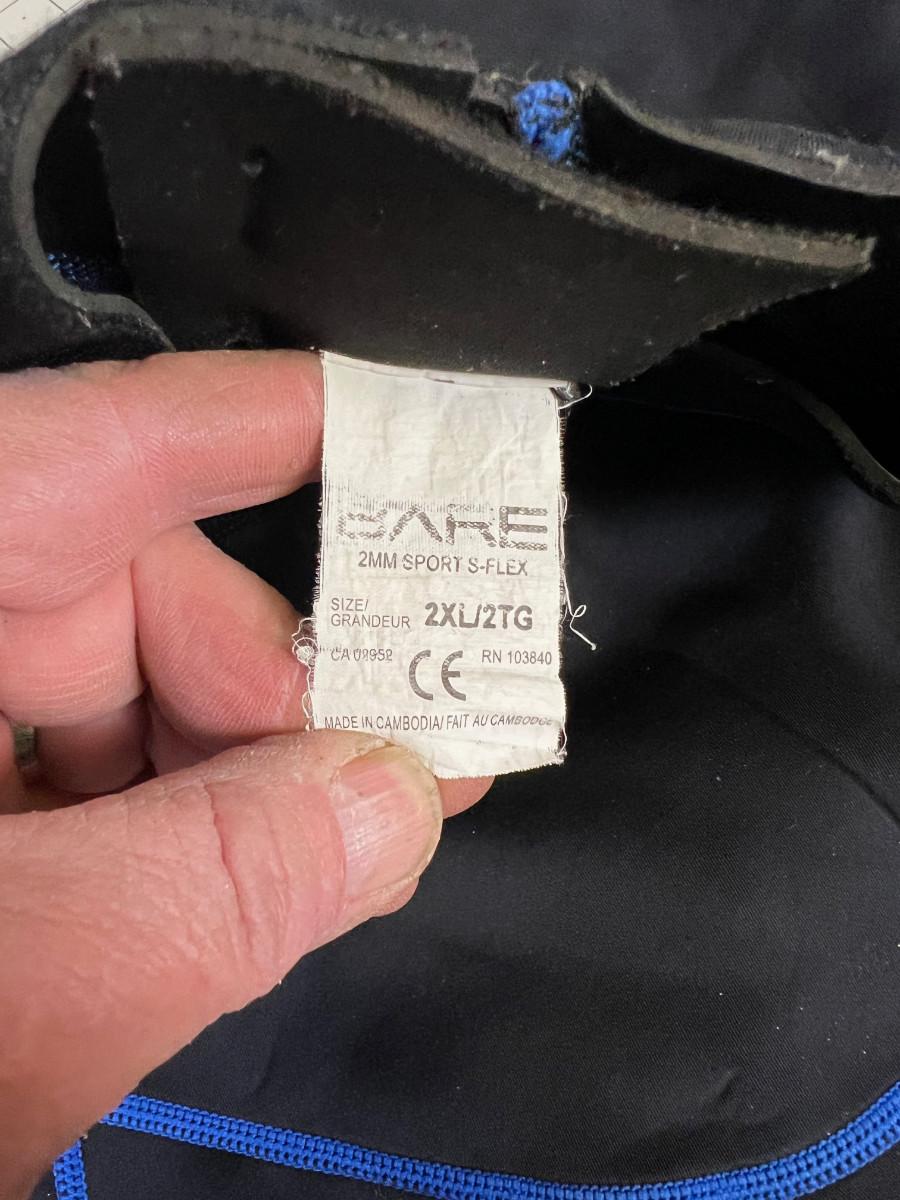 BARE
2MM SPORT S-FLEX
SIZE/
GRANDEUR 2XL/2TG
CA 09952 RN 103840
CE
MADE IN CAMBODIA/ FAIT AU CAMBODGE